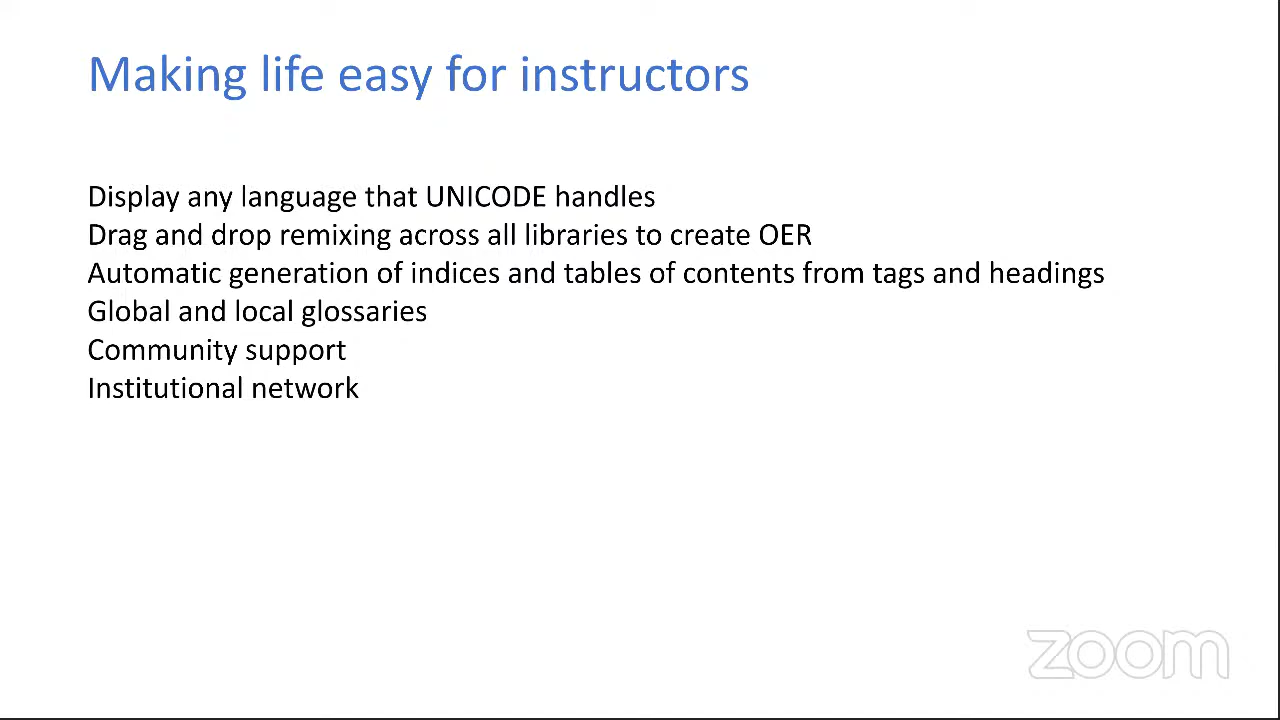 Making life easy for instructors
Display any language that UNICODE handles
Drag and drop remixing across all libraries to create OER
Automatic generation of indices and tables of contents from tags and headings
Global and local glossaries
Community support
Institutional network
zoom